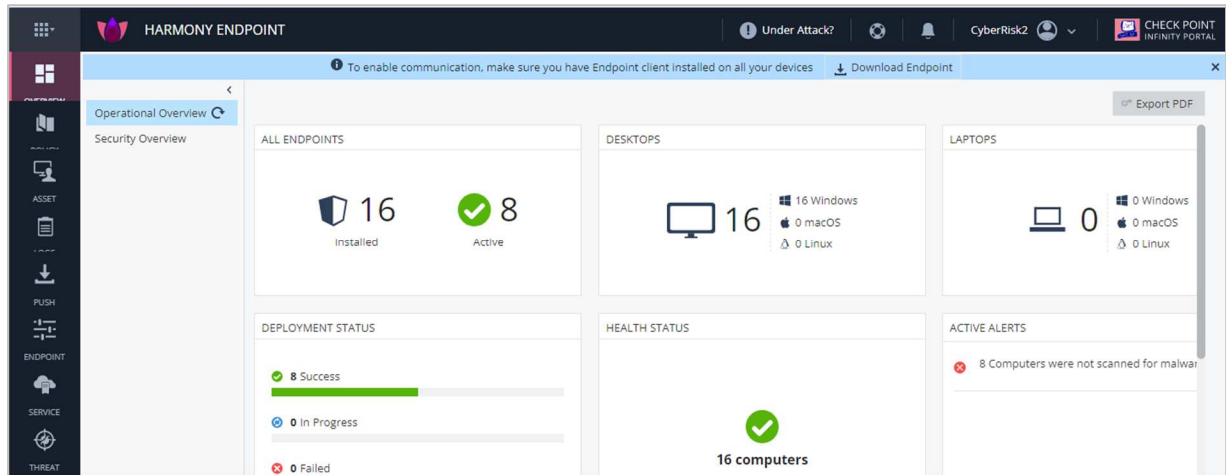 HARMONY ENDPOINT
Under Attack?
CyberRisk2
CHECK POINT
INFINITY PORTAL
To enable communication, make sure you have Endpoint client installed on all your devices
Download Endpoint
OVERVIEW
Operational Overview
Security Overview
Export PDF
ASSET
PUSH
ENDPOINT
SERVICE
THREAT
ALL ENDPOINTS
16
Installed
8
Active
DESKTOPS
16
16 Windows
0 macOS
0 Linux
LAPTOPS
0
0 Windows
0 macOS
0 Linux
DEPLOYMENT STATUS
8 Success
0 In Progress
0 Failed
HEALTH STATUS
16 computers
ACTIVE ALERTS
8 Computers were not scanned for malwar